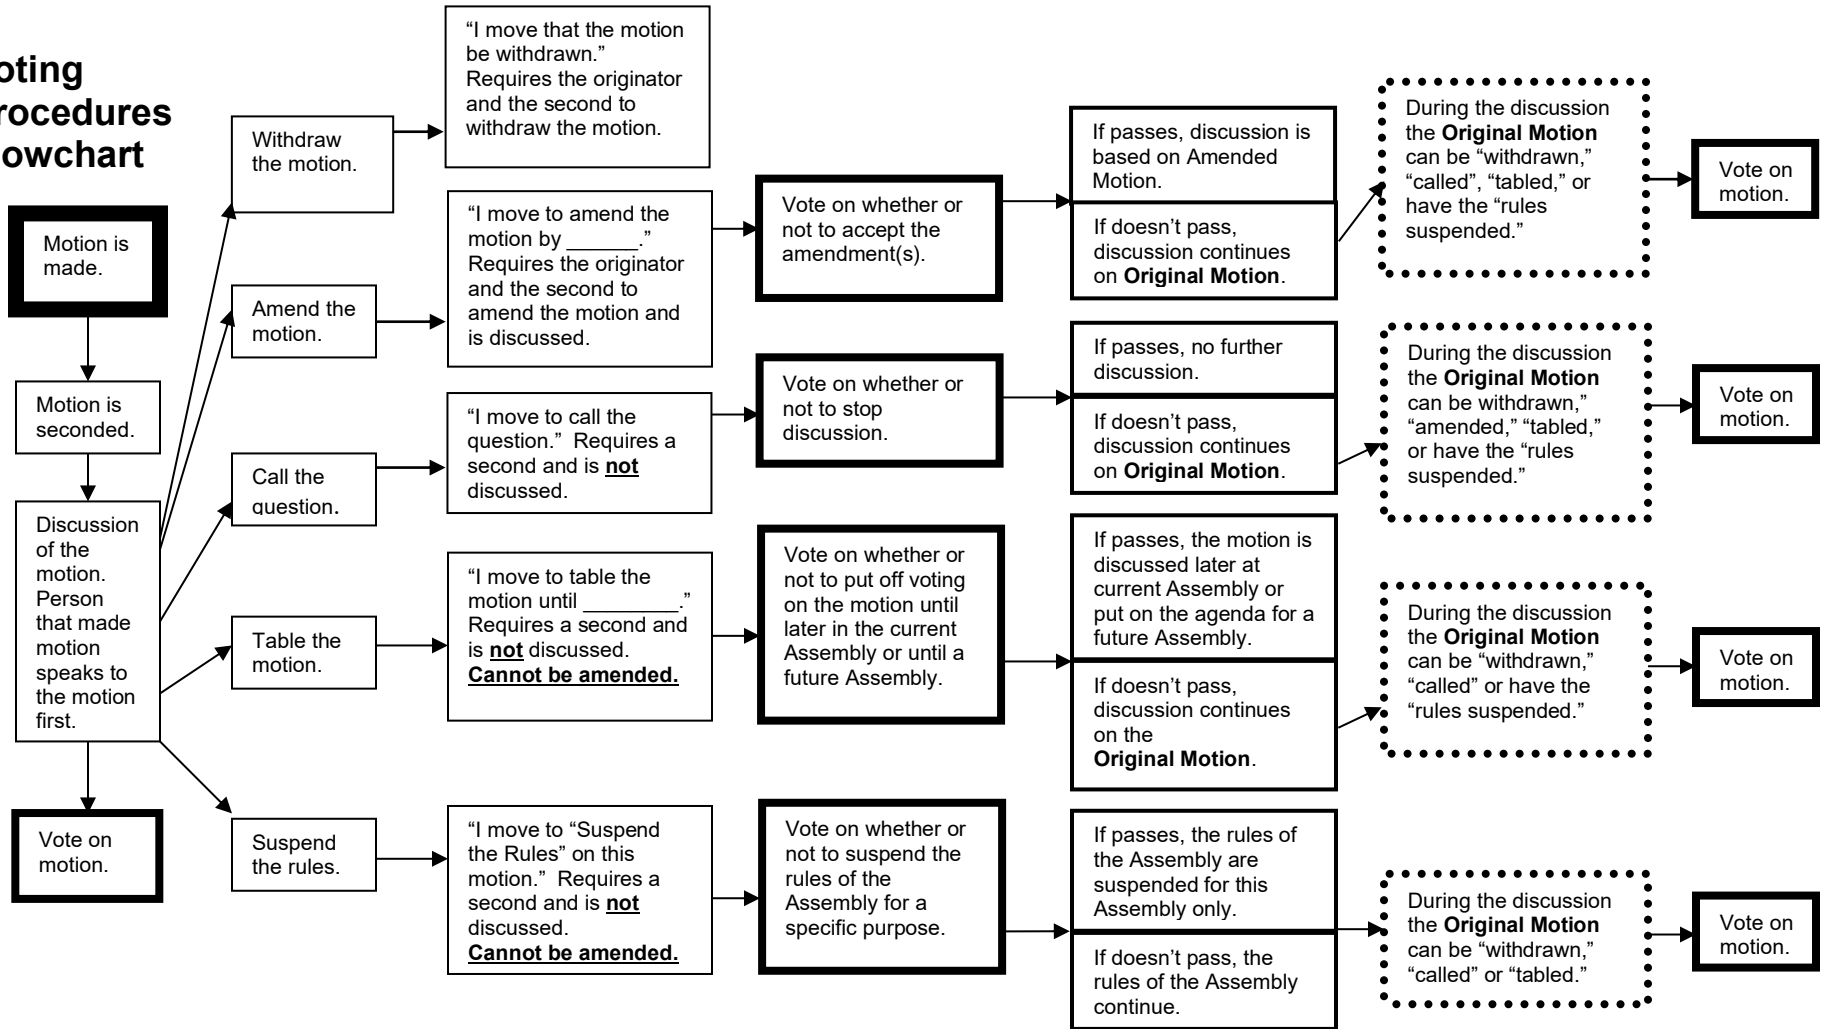 oting
rocedures
owchart
Motion is
made.
Motion is
seconded.
Discussion
of the
motion.
Person
that made
motion
speaks to
the motion
first.
Vote on
motion.
Withdraw
the motion.
“I move that the motion
be withdrawn.”
Requires the originator
and the second to
withdraw the motion.
Amend the
motion.
“I move to amend the
motion by ______.”
Requires the originator
and the second to
amend the motion and
is discussed.
Vote on whether or
not to accept the
amendment(s).
If passes, discussion is
based on Amended
Motion.
If doesn’t pass,
discussion continues
on Original Motion.
During the discussion
the Original Motion
can be “withdrawn,”
“called”, “tabled,” or
have the “rules
suspended.”
Vote on
motion.
Call the
question.
“I move to call the
question.” Requires a
second and is not
discussed.
Vote on whether or
not to stop
discussion.
If passes, no further
discussion.
If doesn’t pass,
discussion continues
on Original Motion.
During the discussion
the Original Motion
can be withdrawn,”
“amended,” “tabled,”
or have the “rules
suspended.”
Vote on
motion.
Table the
motion.
“I move to table the
motion until ________.”
Requires a second and
is not discussed.
Cannot be amended.
Vote on whether or
not to put off voting
on the motion until
later in the current
Assembly or until a
future Assembly.
If passes, the motion is
discussed later at
current Assembly or
put on the agenda for a
future Assembly.
If doesn’t pass,
discussion continues
on the
Original Motion.
During the discussion
the Original Motion
can be “withdrawn,”
“called” or have the
“rules suspended.”
Vote on
motion.
Suspend
the rules.
“I move to “Suspend
the Rules” on this
motion.” Requires a
second and is not
discussed.
Cannot be amended.
Vote on whether or
not to suspend the
rules of the
Assembly for a
specific purpose.
If passes, the rules of
the Assembly are
suspended for this
Assembly only.
If doesn’t pass, the
rules of the Assembly
continue.
During the discussion
the Original Motion
can be “withdrawn,”
“called” or “tabled.”
Vote on
motion.